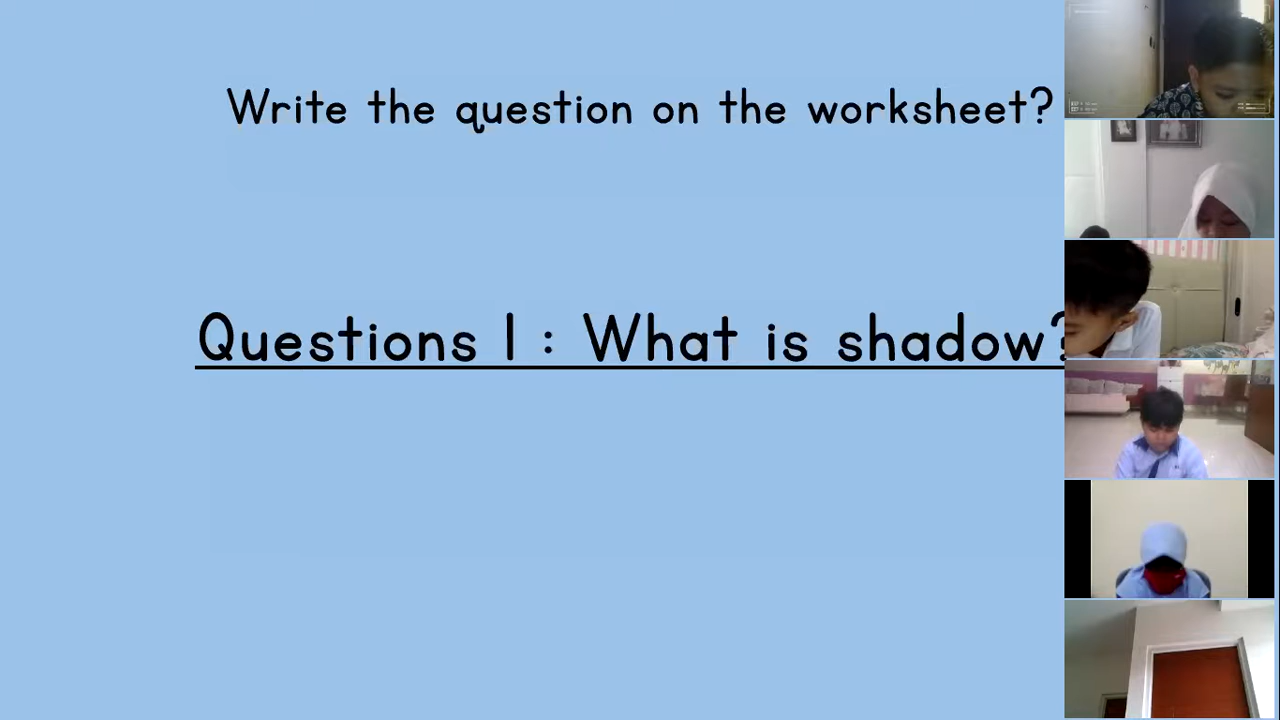 Write the question on the worksheet?
Questions 1 : What is shadow?